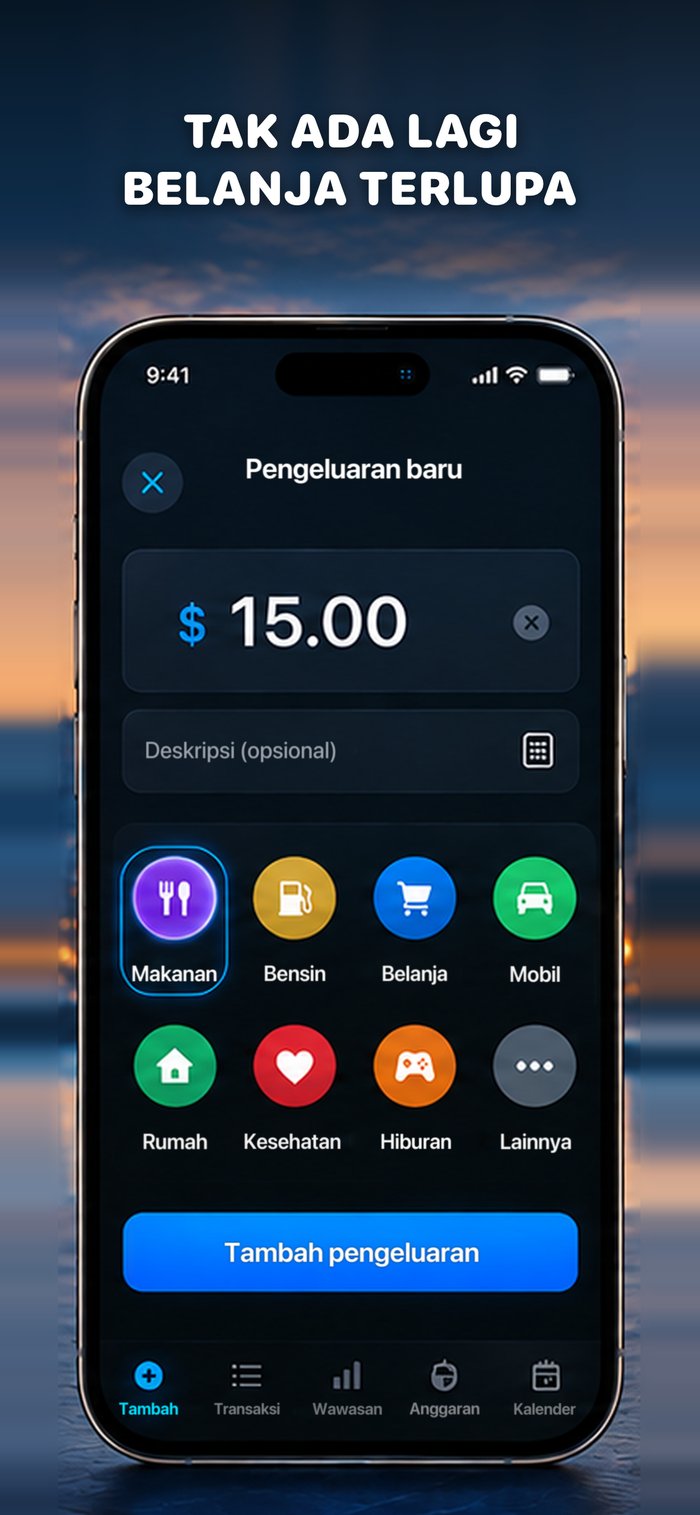 TAK ADA LAGI
BELANJA TERLUPA
9:41
Pengeluaran baru
$ 15.00
Deskripsi (opsional)
Makanan Bensin Belanja Mobil
Rumah Kesehatan Hiburan Lainnya
Tambah pengeluaran
Tambah Transaksi Wawasan Anggaran Kalender